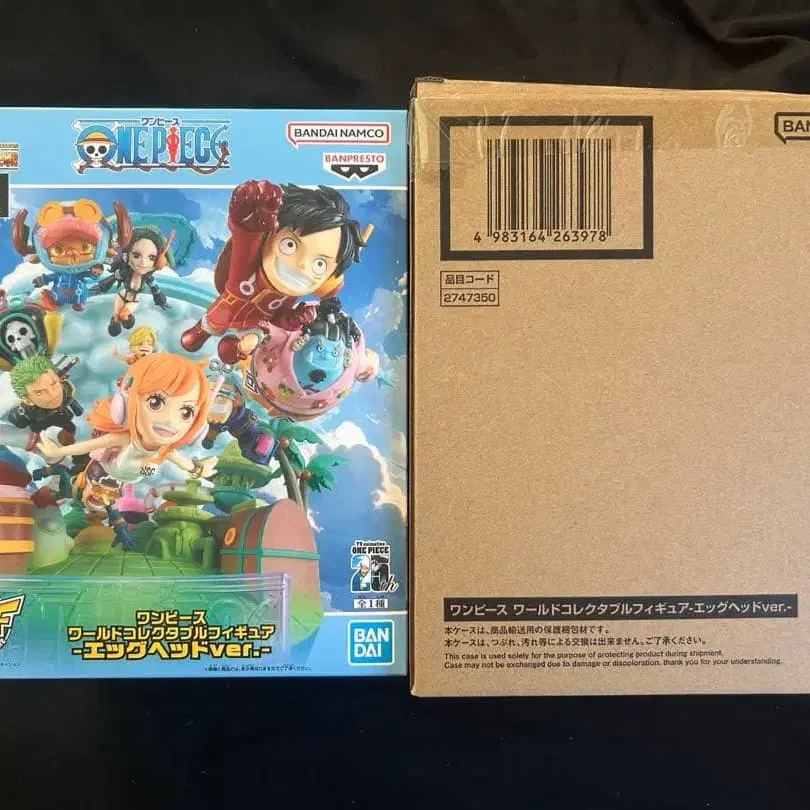 ワンピース
ONE PIECE
BANDAI NAMCO
BANPRESTO
TV animation
ONE PIECE
25th
全1種
ワンピース
ワールドコレクタブルフィギュア
-エッグヘッドver.-
BAN
DAI
BAN
4 983164 263978
品目コード
2747350
ワンピース ワールドコレクタブルフィギュア-エッグヘッドver.-
本ケースは、商品輸送用の保護梱包材です。
本ケースは、つぶれ、汚れ等による交換は出来ません。ご了承ください。
This case is used solely for the purpose of protecting product during shipment.
Case may not be exchanged due to damage or discoloration. thank you for your understanding.